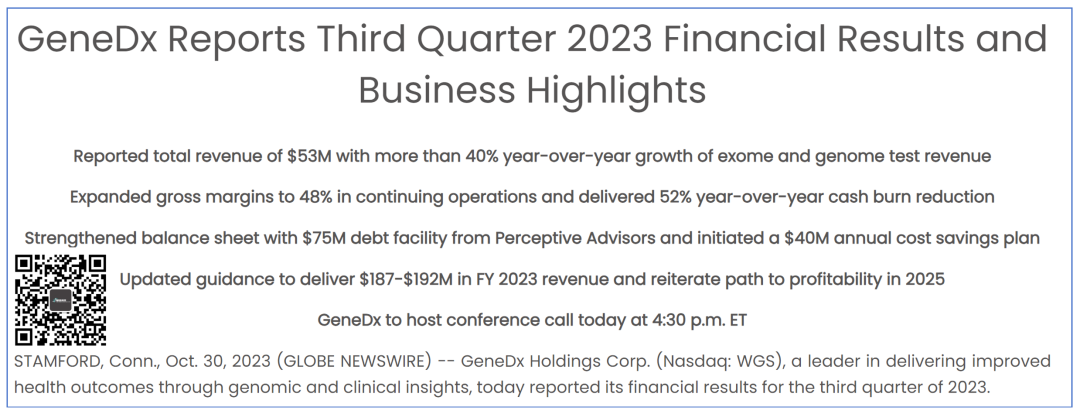 GeneDx Reports Third Quarter 2023 Financial Results and
Business Highlights
Reported total revenue of $53M with more than 40% year-over-year growth of exome and genome test revenue
Expanded gross margins to 48% in continuing operations and delivered 52% year-over-year cash burn reduction
Strengthened balance sheet with $75M debt facility from Perceptive Advisors and initiated a $40M annual cost savings plan
Updated guidance to deliver $187-$192M in FY 2023 revenue and reiterate path to profitability in 2025
GeneDx to host conference call today at 4:30 p.m. ET
STAMFORD, Conn., Oct. 30, 2023 (GLOBE NEWSWIRE) -- GeneDx Holdings Corp. (Nasdaq: WGS), a leader in delivering improved
health outcomes through genomic and clinical insights, today reported its financial results for the third quarter of 2023.